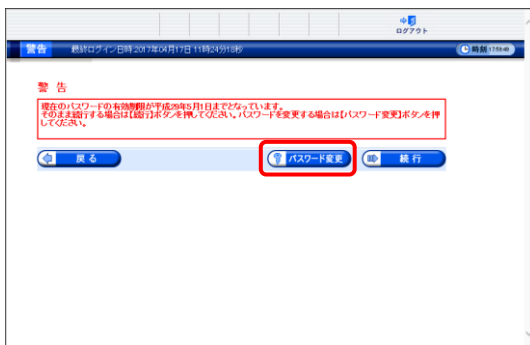 ログアウト
警告 最終ログイン日時:2017年04月17日 11時24分18秒 時刻 17:53:49
警 告
現在のパスワードの有効期限が平成29年5月1日までとなっています。
そのまま続行する場合は【続行】ボタンを押してください。パスワードを変更する場合は【パスワード変更】ボタンを押
してください。
戻 る パスワード変更 続 行